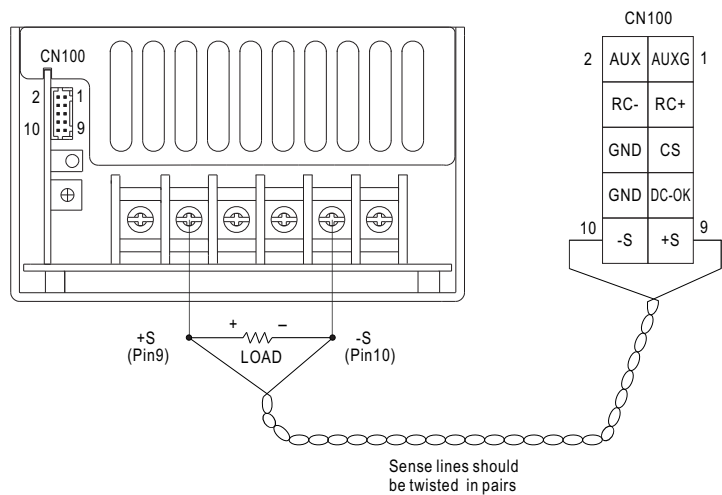 CN100
2 1
10 9
+S
(Pin9)
+ –
LOAD
-S
(Pin10)
CN100
2 AUX AUXG 1
RC- RC+
GND CS
GND DC-OK
10 -S +S 9
Sense lines should
be twisted in pairs